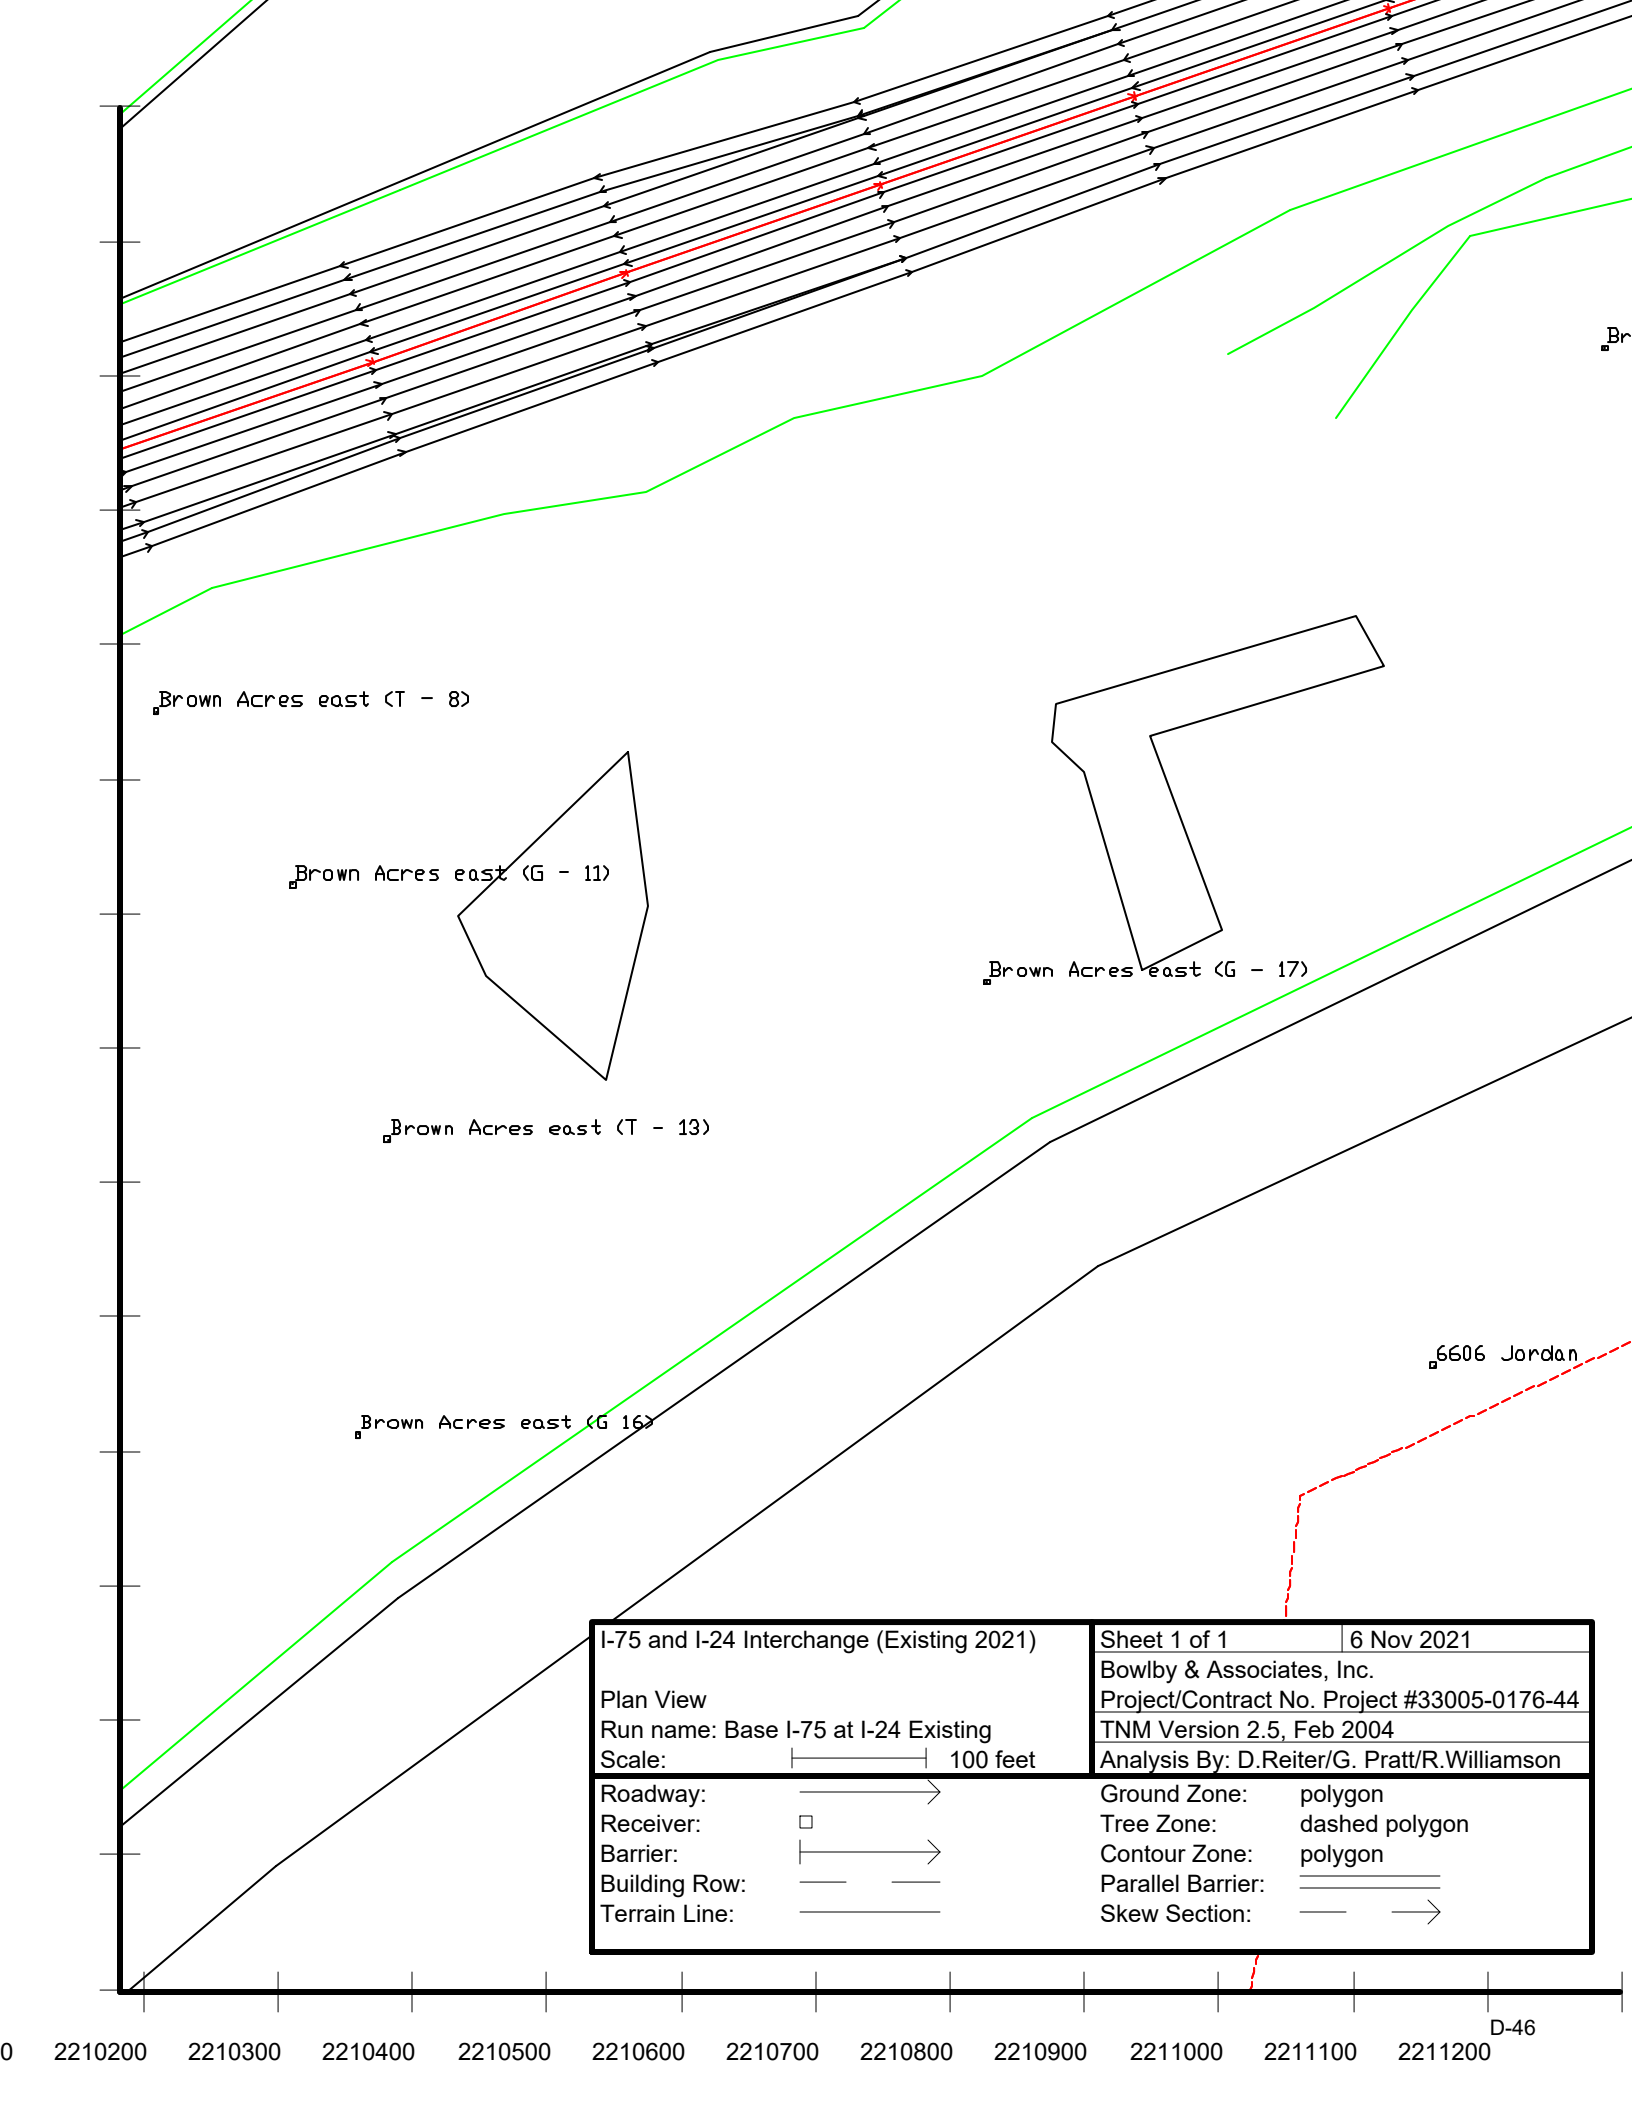 Br
Brown Acres east (T - 8)
Brown Acres east (G - 11)
Brown Acres east (G - 17)
Brown Acres east (T - 13)
6606 Jordan
Brown Acres east (G 16)
I-75 and I-24 Interchange (Existing 2021)
Plan View
Run name: Base I-75 at I-24 Existing
Scale: 100 feet
Sheet 1 of 1 6 Nov 2021
Bowlby & Associates, Inc.
Project/Contract No. Project #33005-0176-44
TNM Version 2.5, Feb 2004
Analysis By: D.Reiter/G. Pratt/R.Williamson
Roadway:
Receiver:
Barrier:
Building Row:
Terrain Line:
Ground Zone: polygon
Tree Zone: dashed polygon
Contour Zone: polygon
Parallel Barrier:
Skew Section:
D-46
0 2210200 2210300 2210400 2210500 2210600 2210700 2210800 2210900 2211000 2211100 2211200